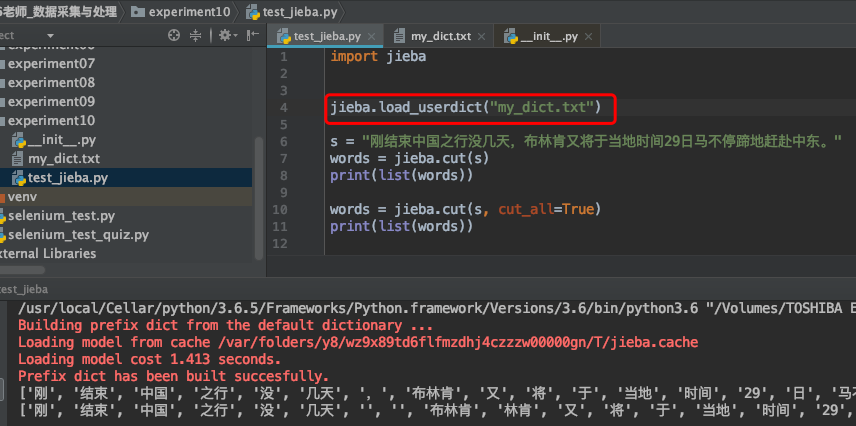 老师_数据采集与处理 experiment10 test_jieba.py
test_jieba.py my_dict.txt __init__.py
experiment07
experiment08
experiment09
experiment10
__init__.py
my_dict.txt
test_jieba.py
venv
selenium_test.py
selenium_test_quiz.py
xternal Libraries
1 import jieba
2
3
4 jieba.load_userdict("my_dict.txt")
5
6 s = "刚结束中国之行没几天，布林肯又将于当地时间29日马不停蹄地赶赴中东。"
7 words = jieba.cut(s)
8 print(list(words))
9
10 words = jieba.cut(s, cut_all=True)
11 print(list(words))
12
test_jieba
/usr/local/Cellar/python/3.6.5/Frameworks/Python.framework/Versions/3.6/bin/python3.6 "/Volumes/TOSHIBA
Building prefix dict from the default dictionary ...
Loading model from cache /var/folders/y8/wz9x89td6flfmzdhj4czzzw00000gn/T/jieba.cache
Loading model cost 1.413 seconds.
Prefix dict has been built succesfully.
['刚', '结束', '中国', '之行', '没', '几天', '，', '布林肯', '又', '将', '于', '当地', '时间', '29', '日', '马不
['刚', '结束', '中国', '之行', '没', '几天', '', '', '布林肯', '林肯', '又', '将', '于', '当地', '时间', '29',